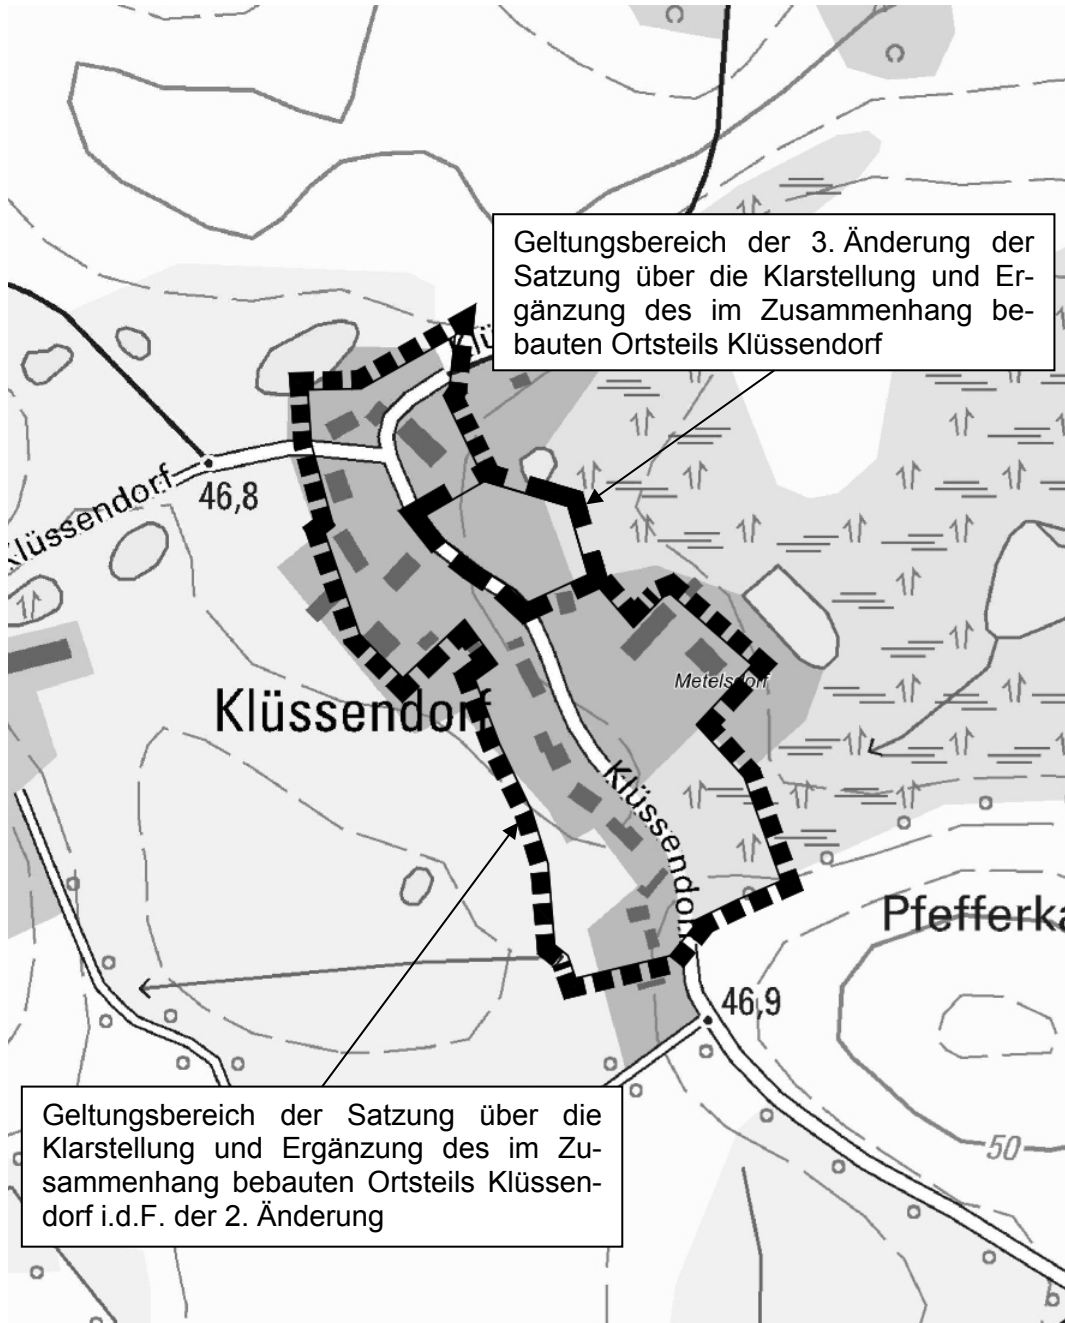 Geltungsbereich der 3. Änderung der
Satzung über die Klarstellung und Er-
gänzung des im Zusammenhang be-
bauten Ortsteils Klüssendorf
Klüssendorf
46,8
Metelsdorf
Klüssendorf
Klüssendorf
Pfefferka
46,9
50
Geltungsbereich der Satzung über die
Klarstellung und Ergänzung des im Zu-
sammenhang bebauten Ortsteils Klüssen-
dorf i.d.F. der 2. Änderung